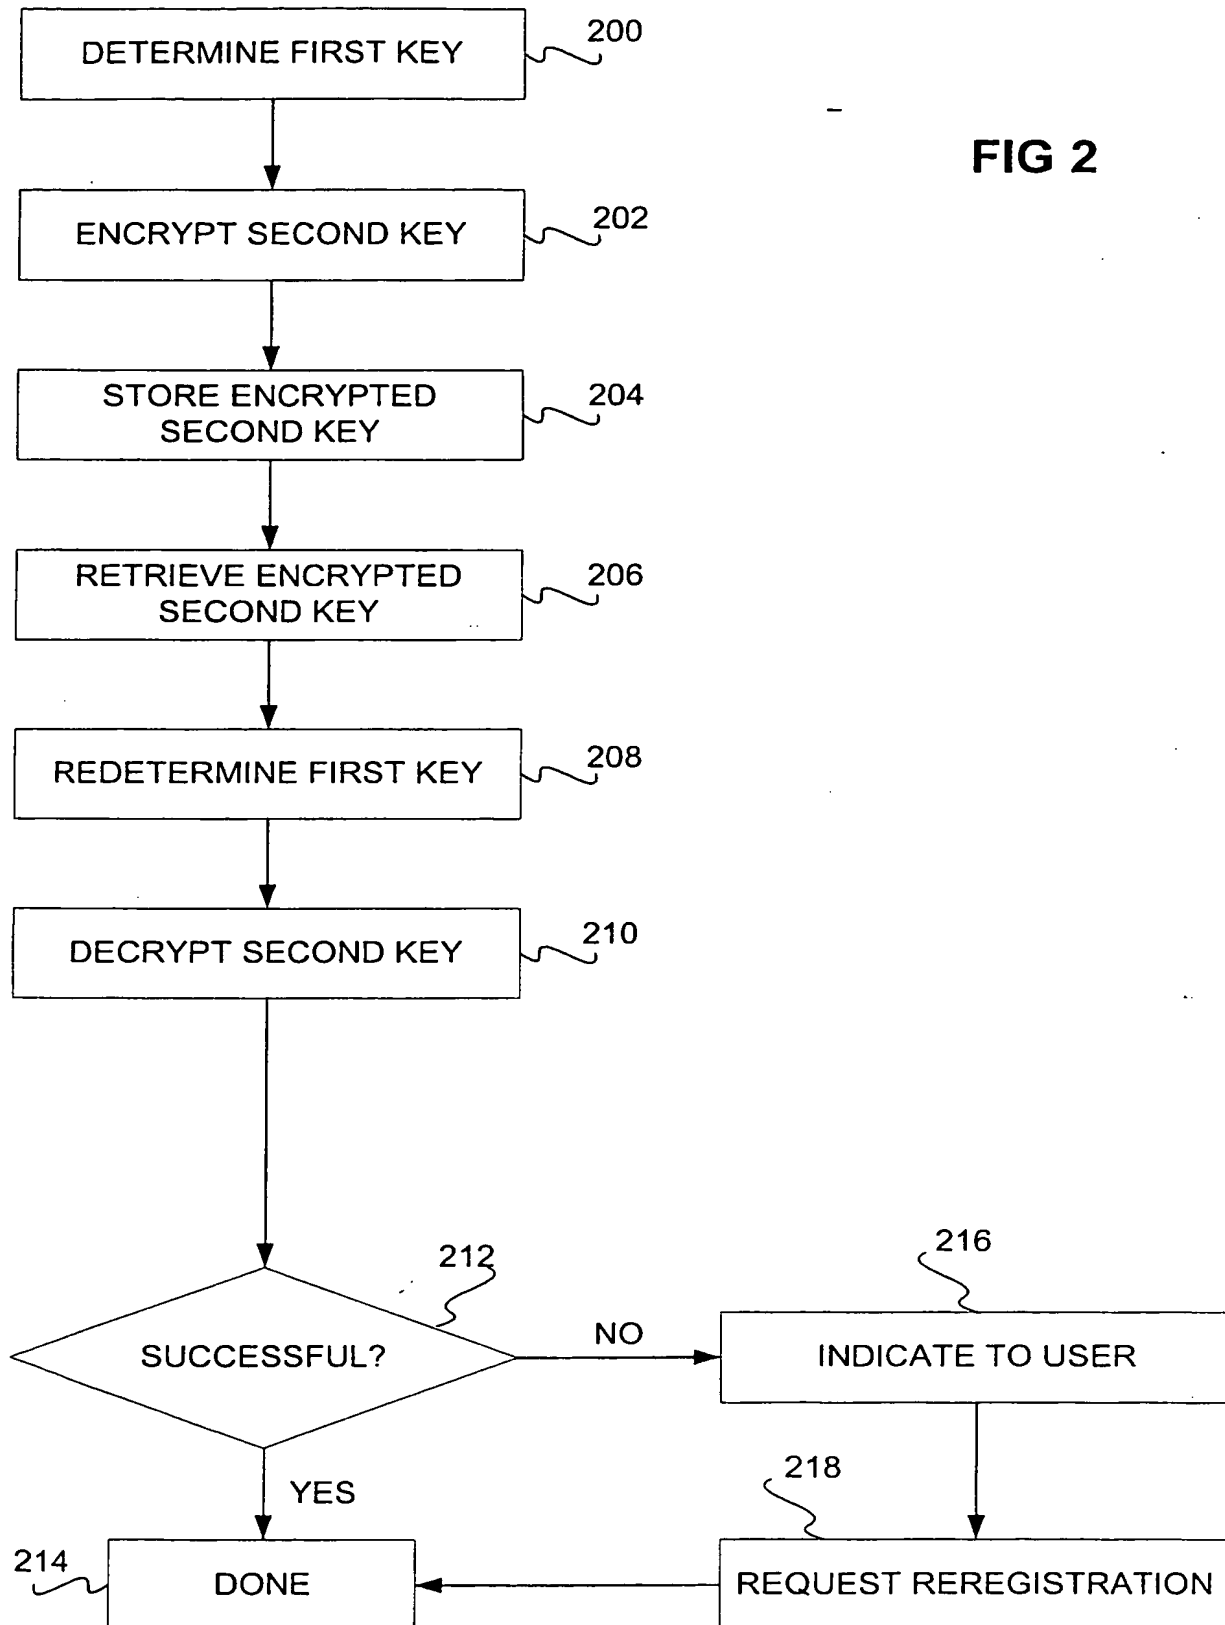 DETERMINE FIRST KEY
200
FIG 2
ENCRYPT SECOND KEY
202
STORE ENCRYPTED
SECOND KEY
204
RETRIEVE ENCRYPTED
SECOND KEY
206
REDETERMINE FIRST KEY
208
DECRYPT SECOND KEY
210
212
SUCCESSFUL?
NO
216
INDICATE TO USER
YES
218
214
DONE
REQUEST REREGISTRATION